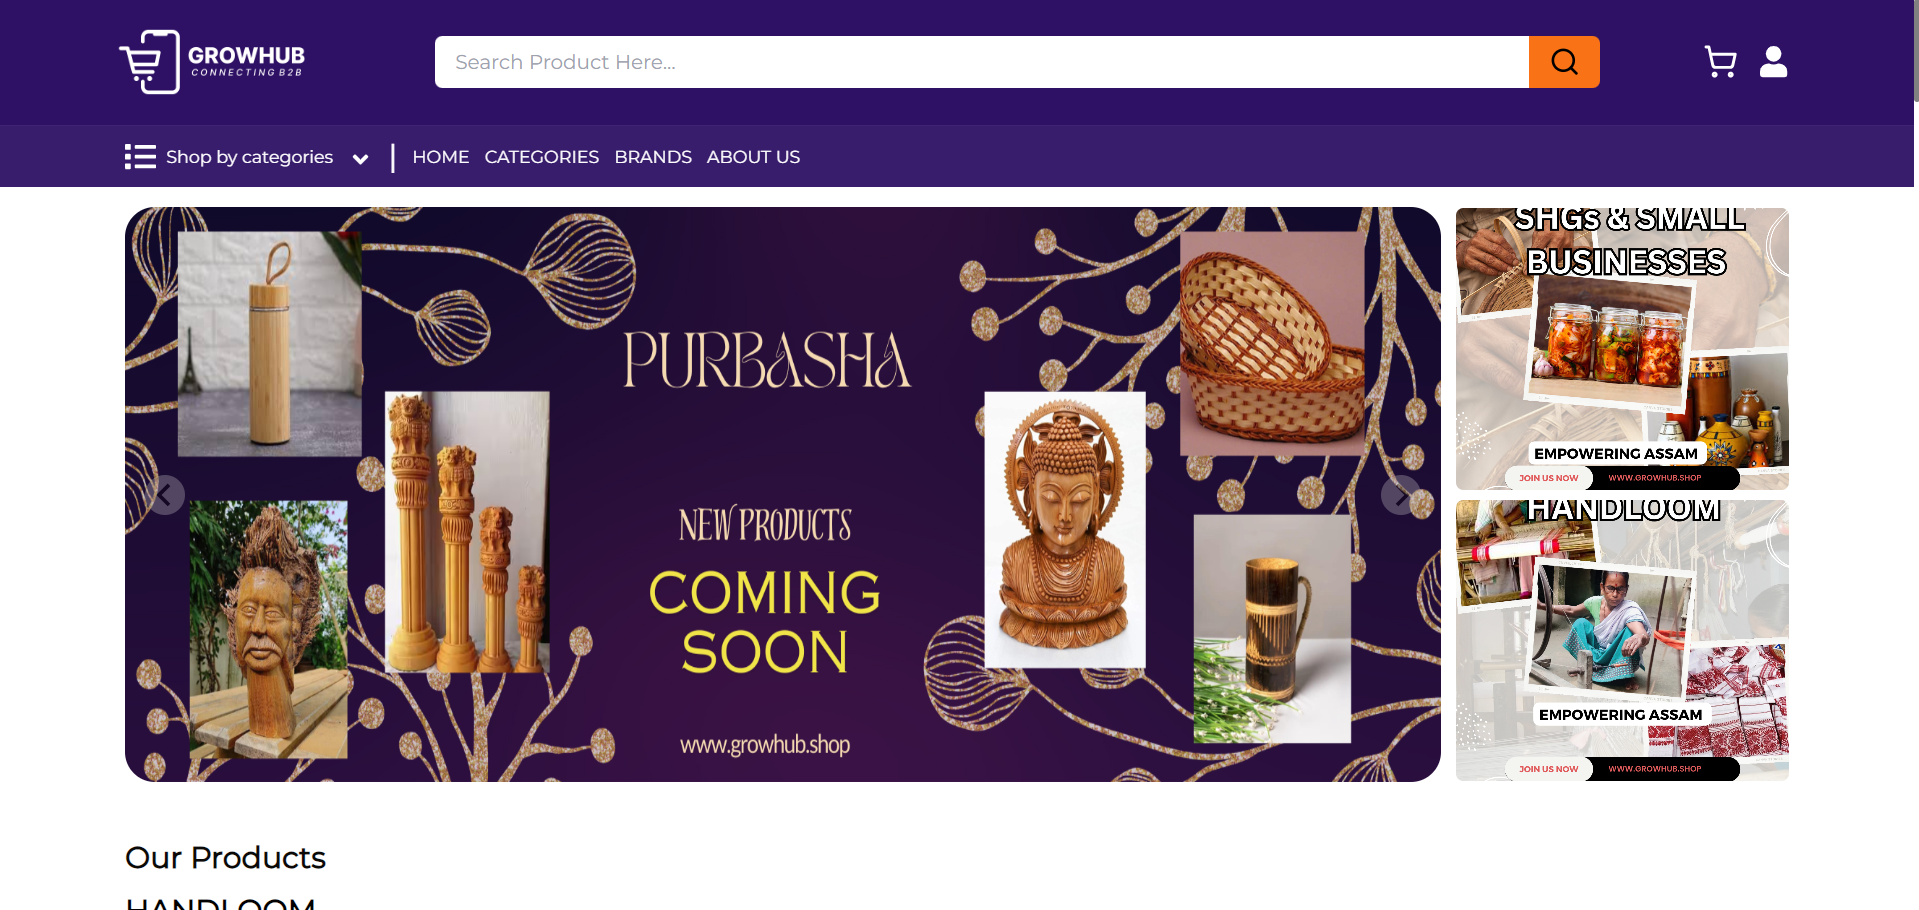 GROWHUB
CONNECTING B2B
Search Product Here...
Shop by categories
HOME CATEGORIES BRANDS ABOUT US
PURBASHA
NEW PRODUCTS
COMING
SOON
www.growhub.shop
SHGs & SMALL
BUSINESSES
EMPOWERING ASSAM
JOIN US NOW WWW.GROWHUB.SHOP
HANDLOOM
EMPOWERING ASSAM
JOIN US NOW WWW.GROWHUB.SHOP
Our Products
HANDLOOM